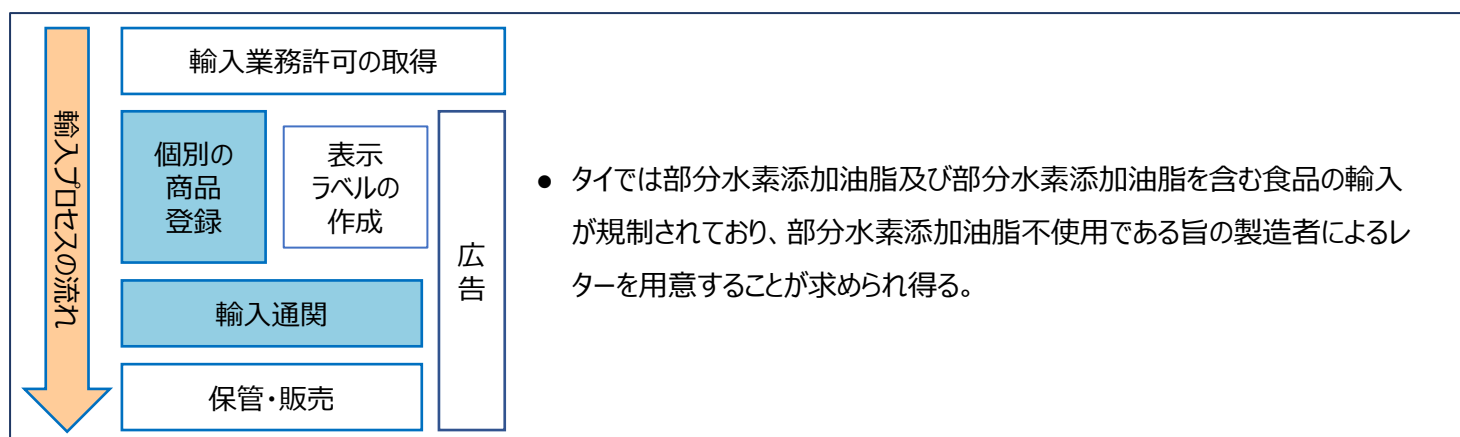 輸入プロセスの流れ
輸入業務許可の取得
個別の
商品
登録
表示
ラベルの
作成
広告
輸入通関
保管・販売
● タイでは部分水素添加油脂及び部分水素添加油脂を含む食品の輸入
が規制されており、部分水素添加油脂不使用である旨の製造者によるレ
ターを用意することが求められ得る。